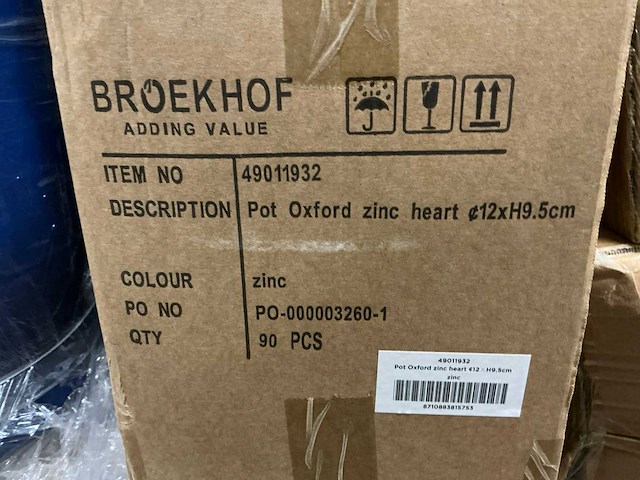 BROEKHOF
ADDING VALUE
ITEM NO 49011932
DESCRIPTION Pot Oxford zinc heart ¢12xH9.5cm
COLOUR zinc
PO NO PO-000003260-1
QTY 90 PCS
49011932
Pot Oxford zinc heart ¢12 - H9.5cm
zinc
8710883815753